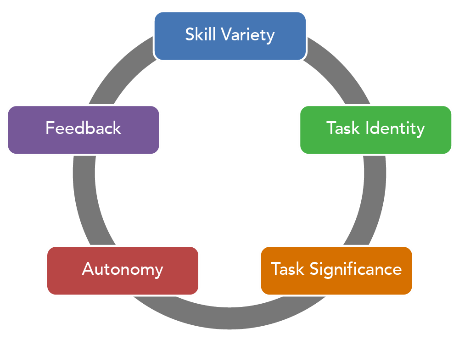 Skill Variety
Feedback
Task Identity
Autonomy
Task Significance